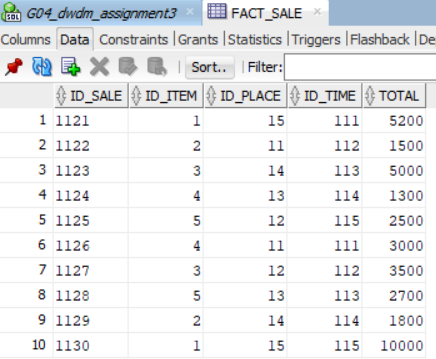 G04_dwdm_assignment3 × FACT_SALE ×
Columns Data Constraints |Grants |Statistics |Triggers |Flashback |De
Sort.. Filter:
ID_SALE ID_ITEM ID_PLACE ID_TIME TOTAL
1 1121 1 15 111 5200
2 1122 2 11 112 1500
3 1123 3 14 113 5000
4 1124 4 13 114 1300
5 1125 5 12 115 2500
6 1126 4 11 111 3000
7 1127 3 12 112 3500
8 1128 5 13 113 2700
9 1129 2 14 114 1800
10 1130 1 15 115 10000